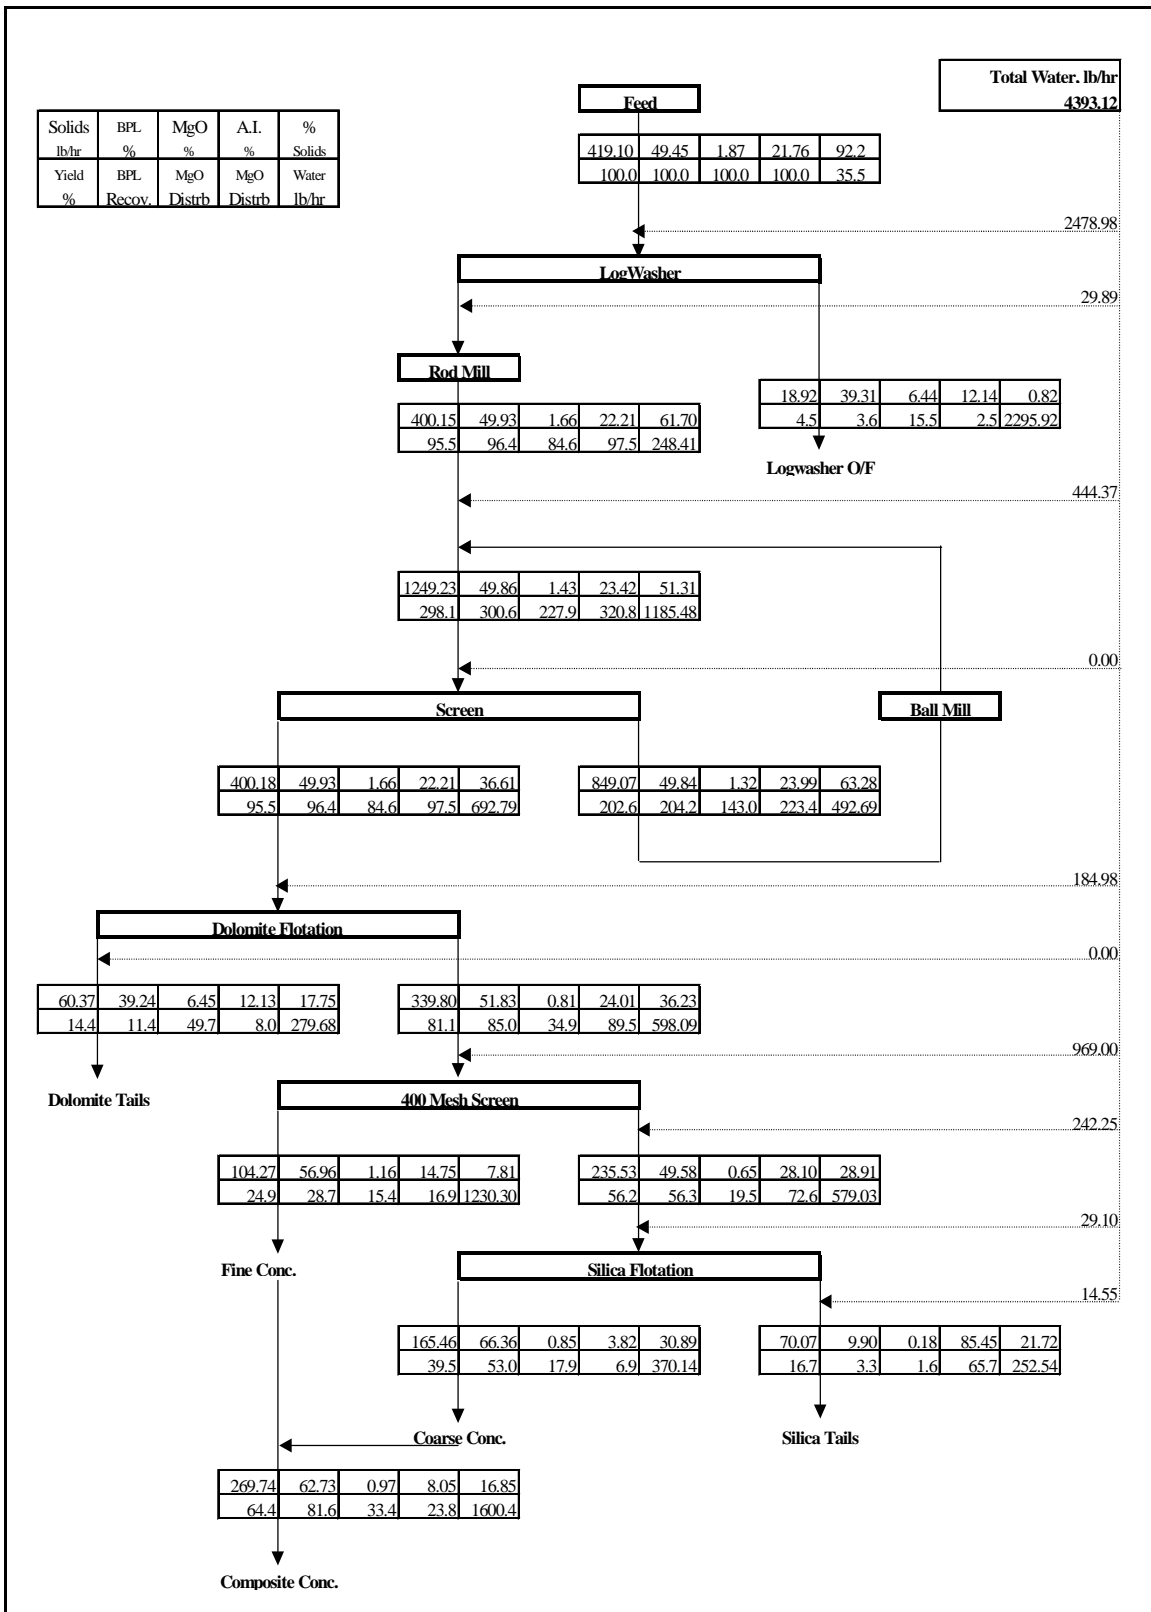 Total Water. lb/hr
4393.12
Feed
Solids BPL MgO A.I. %
lb/hr % % % Solids
Yield BPL MgO MgO Water
% Recov. Distrb Distrb lb/hr
419.10 49.45 1.87 21.76 92.2
100.0 100.0 100.0 100.0 35.5
2478.98
LogWasher
29.89
Rod Mill
18.92 39.31 6.44 12.14 0.82
4.5 3.6 15.5 2.5 2295.92
400.15 49.93 1.66 22.21 61.70
95.5 96.4 84.6 97.5 248.41
Logwasher O/F
444.37
1249.23 49.86 1.43 23.42 51.31
298.1 300.6 227.9 320.8 1185.48
0.00
Screen Ball Mill
400.18 49.93 1.66 22.21 36.61 849.07 49.84 1.32 23.99 63.28
95.5 96.4 84.6 97.5 692.79 202.6 204.2 143.0 223.4 492.69
184.98
Dolomite Flotation
0.00
60.37 39.24 6.45 12.13 17.75 339.80 51.83 0.81 24.01 36.23
14.4 11.4 49.7 8.0 279.68 81.1 85.0 34.9 89.5 598.09
969.00
Dolomite Tails 400 Mesh Screen
242.25
104.27 56.96 1.16 14.75 7.81 235.53 49.58 0.65 28.10 28.91
24.9 28.7 15.4 16.9 1230.30 56.2 56.3 19.5 72.6 579.03
29.10
Fine Conc. Silica Flotation
14.55
165.46 66.36 0.85 3.82 30.89 70.07 9.90 0.18 85.45 21.72
39.5 53.0 17.9 6.9 370.14 16.7 3.3 1.6 65.7 252.54
Coarse Conc. Silica Tails
269.74 62.73 0.97 8.05 16.85
64.4 81.6 33.4 23.8 1600.4
Composite Conc.